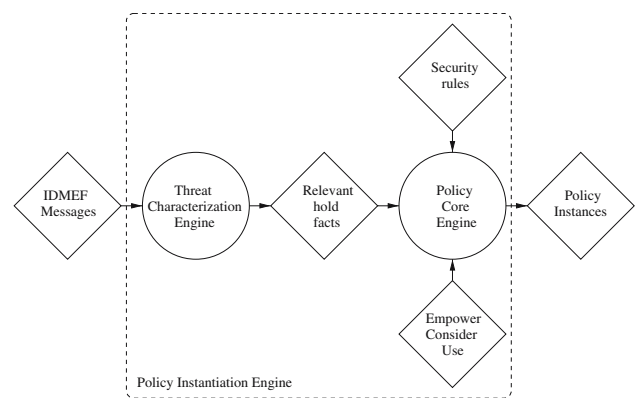 Security
rules
IDMEF
Messages
Threat
Characterization
Engine
Relevant
hold
facts
Policy
Core
Engine
Policy
Instances
Empower
Consider
Use
Policy Instantiation Engine